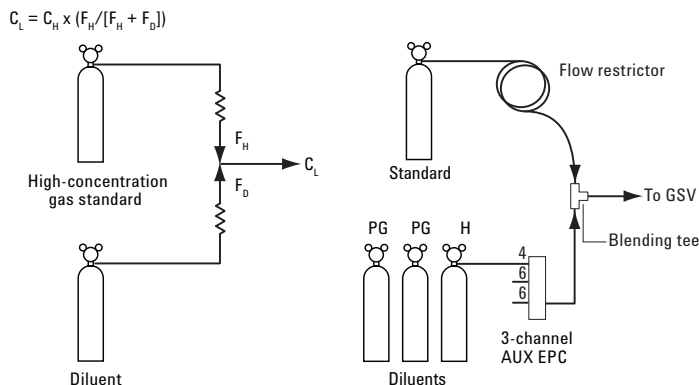 C_L = C_H x (F_H/[F_H + F_D])
High-concentration
gas standard
F_H
F_D
C_L
Diluent
Flow restrictor
Standard
To GSV
Blending tee
PG PG H
4
6
6
3-channel
AUX EPC
Diluents